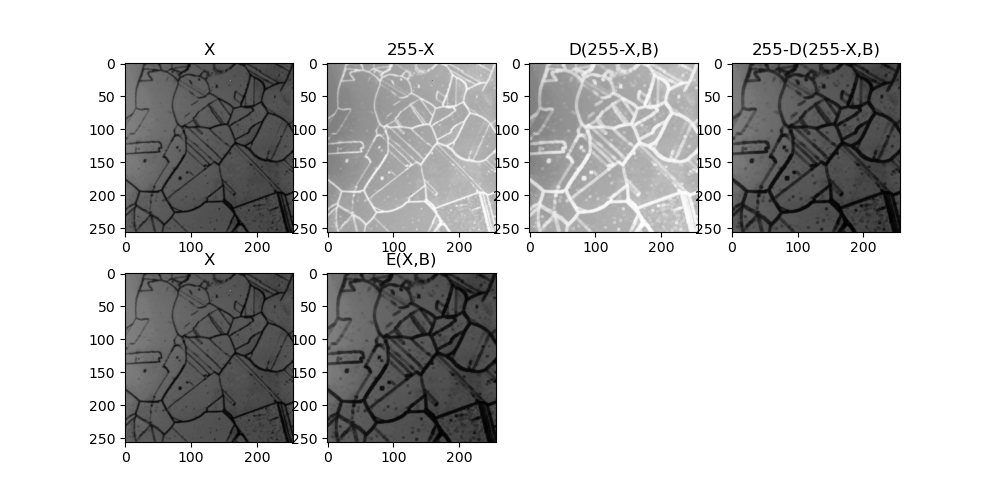 X 255-X D(255-X,B) 255-D(255-X,B)
0 0 0 0
50 50 50 50
100 100 100 100
150 150 150 150
200 200 200 200
250 250 250 250
0 100 200 0 100 200 0 100 200 0 100 200
X E(X,B)
0 0
50 50
100 100
150 150
200 200
250 250
0 100 200 0 100 200